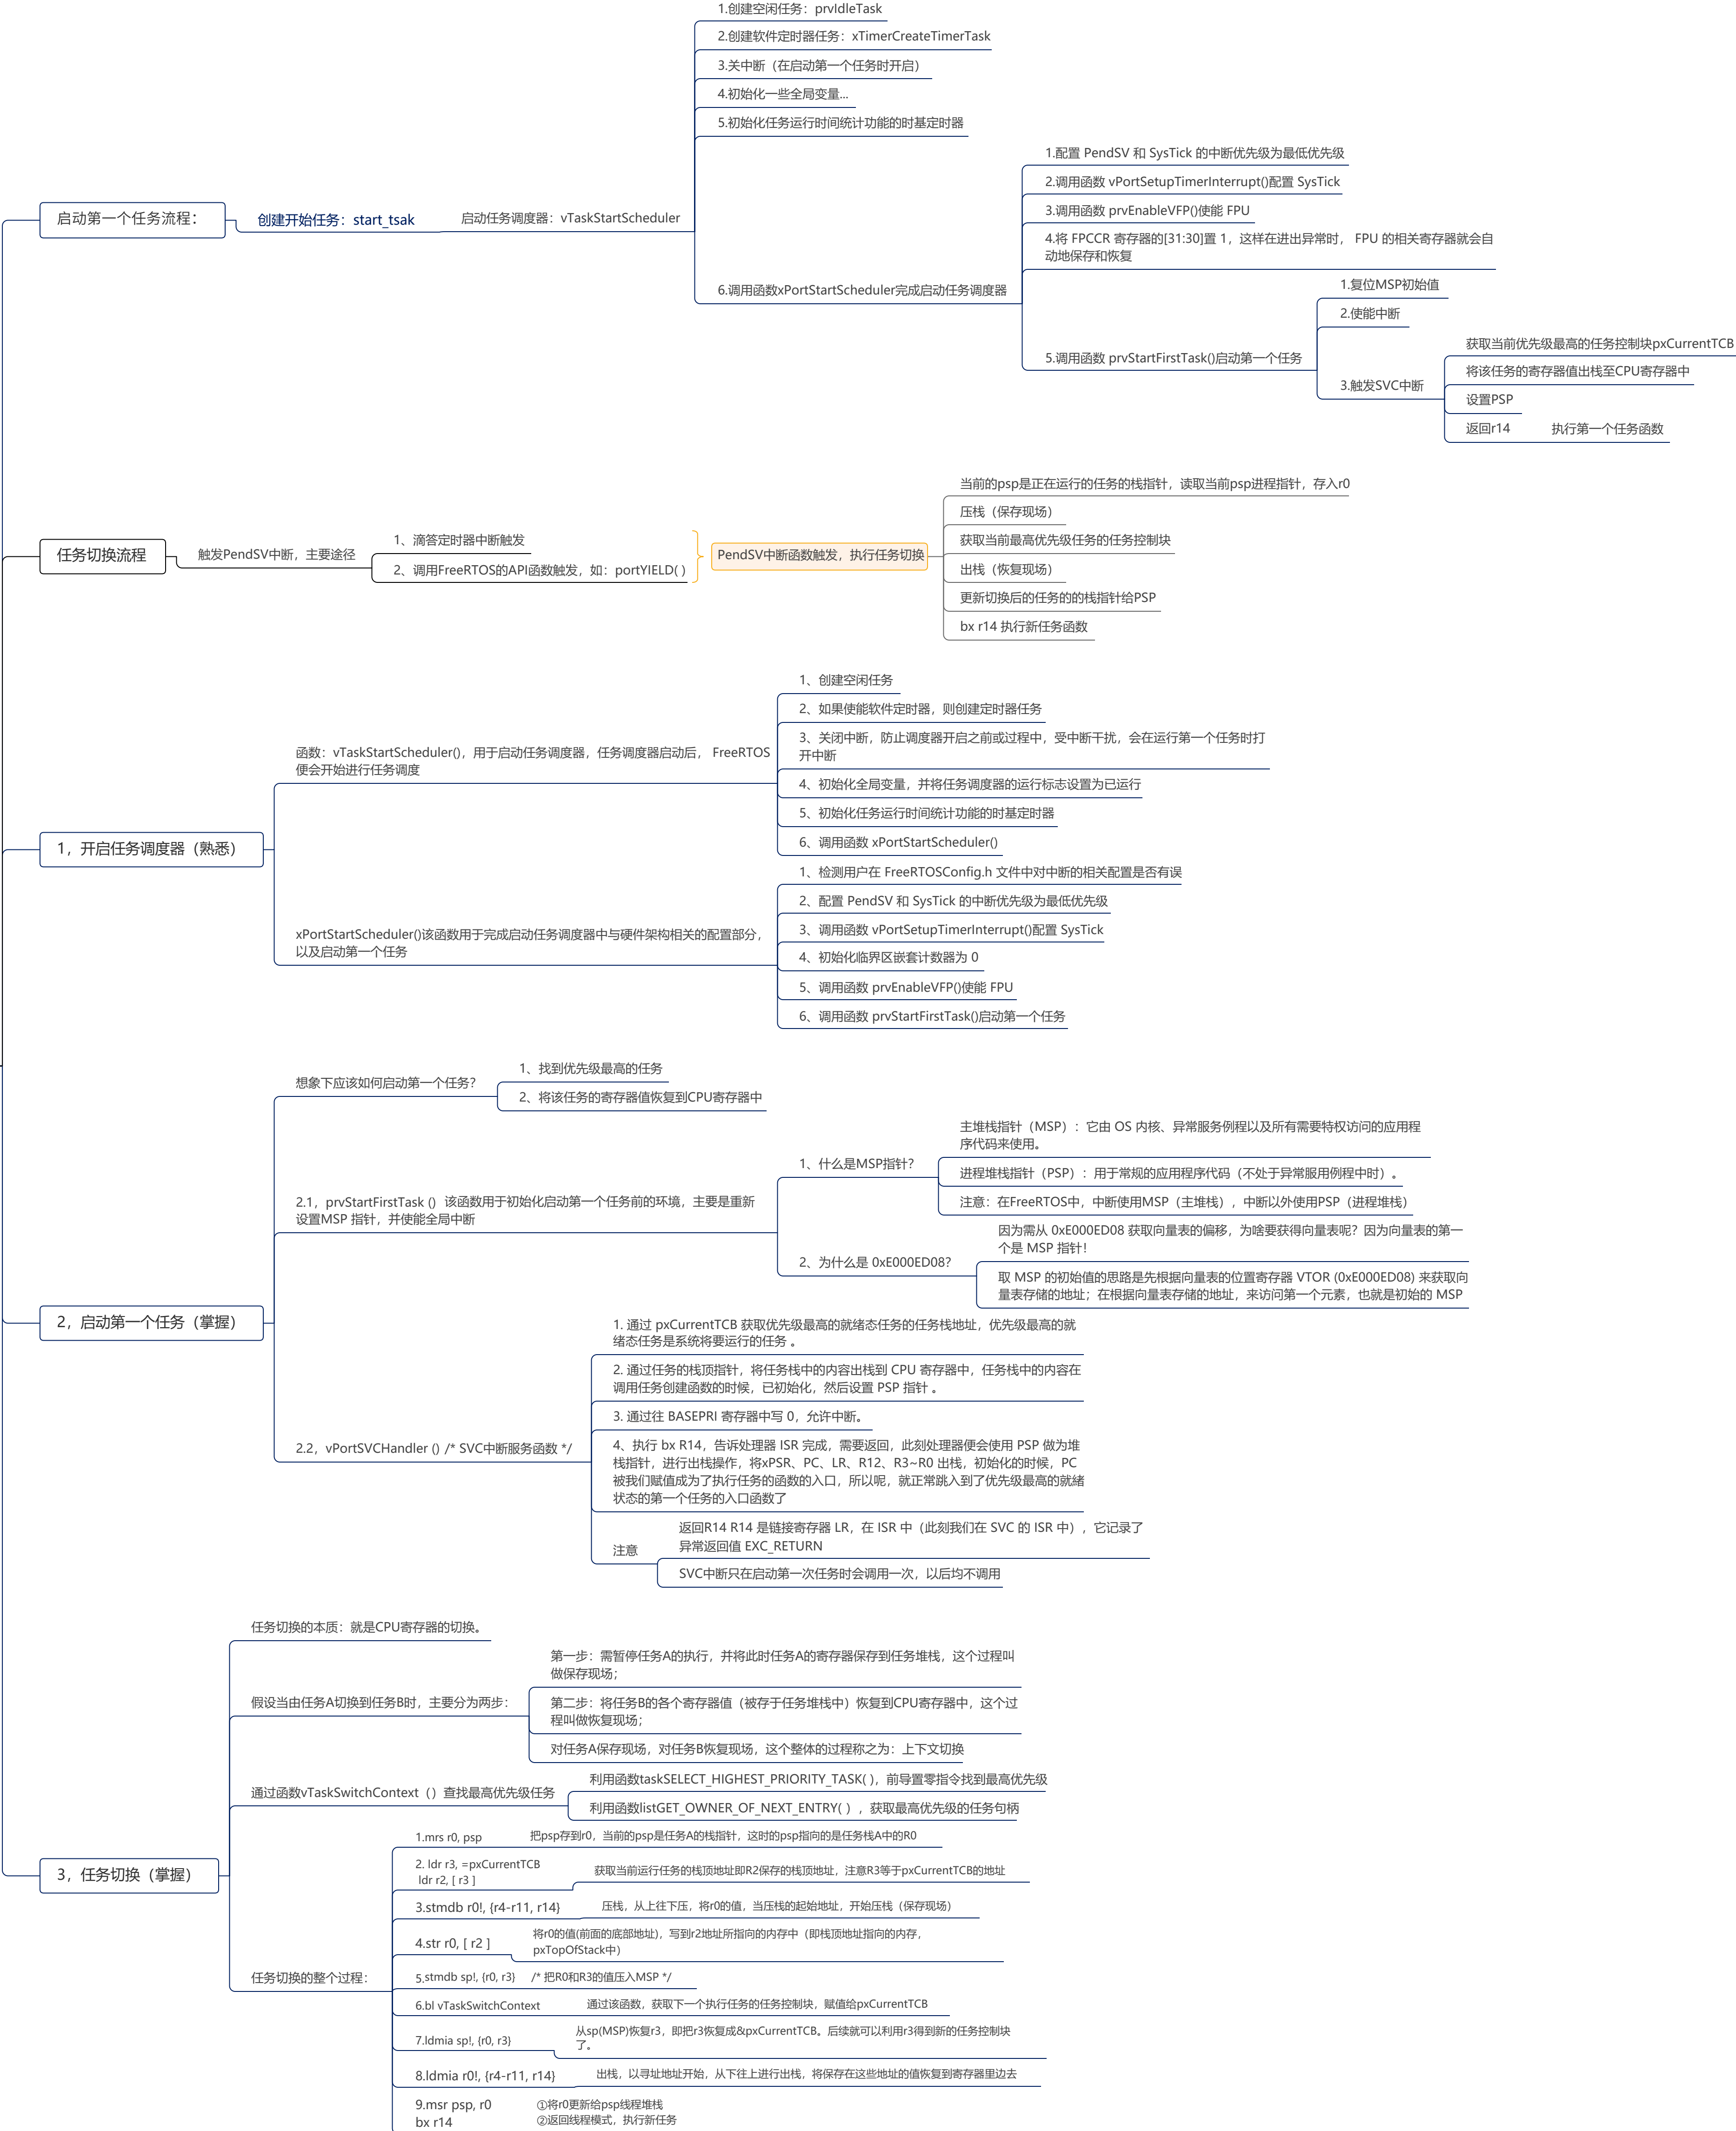 启动第一个任务流程：
创建开始任务：start_tsak
启动任务调度器：vTaskStartScheduler
1.创建空闲任务：prvIdleTask
2.创建软件定时器任务：xTimerCreateTimerTask
3.关中断（在启动第一个任务时开启）
4.初始化一些全局变量...
5.初始化任务运行时间统计功能的时基定时器
6.调用函数xPortStartScheduler完成启动任务调度器
1.配置 PendSV 和 SysTick 的中断优先级为最低优先级
2.调用函数 vPortSetupTimerInterrupt()配置 SysTick
3.调用函数 prvEnableVFP()使能 FPU
4.将 FPCCR 寄存器的[31:30]置 1，这样在进出异常时， FPU 的相关寄存器就会自
动地保存和恢复
5.调用函数 prvStartFirstTask()启动第一个任务
1.复位MSP初始值
2.使能中断
3.触发SVC中断
获取当前优先级最高的任务控制块pxCurrentTCB
将该任务的寄存器值出栈至CPU寄存器中
设置PSP
返回r14
执行第一个任务函数
任务切换流程
触发PendSV中断，主要途径
1、滴答定时器中断触发
2、调用FreeRTOS的API函数触发，如：portYIELD( )
PendSV中断函数触发，执行任务切换
当前的psp是正在运行的任务的栈指针，读取当前psp进程指针，存入r0
压栈（保存现场）
获取当前最高优先级任务的任务控制块
出栈（恢复现场）
更新切换后的任务的的栈指针给PSP
bx r14 执行新任务函数
1，开启任务调度器（熟悉）
函数：vTaskStartScheduler()，用于启动任务调度器，任务调度器启动后， FreeRTOS
便会开始进行任务调度
1、创建空闲任务
2、如果使能软件定时器，则创建定时器任务
3、关闭中断，防止调度器开启之前或过程中，受中断干扰，会在运行第一个任务时打
开中断
4、初始化全局变量，并将任务调度器的运行标志设置为已运行
5、初始化任务运行时间统计功能的时基定时器
6、调用函数 xPortStartScheduler()
xPortStartScheduler()该函数用于完成启动任务调度器中与硬件架构相关的配置部分，
以及启动第一个任务
1、检测用户在 FreeRTOSConfig.h 文件中对中断的相关配置是否有误
2、配置 PendSV 和 SysTick 的中断优先级为最低优先级
3、调用函数 vPortSetupTimerInterrupt()配置 SysTick
4、初始化临界区嵌套计数器为 0
5、调用函数 prvEnableVFP()使能 FPU
6、调用函数 prvStartFirstTask()启动第一个任务
2，启动第一个任务（掌握）
想象下应该如何启动第一个任务？
1、找到优先级最高的任务
2、将该任务的寄存器值恢复到CPU寄存器中
2.1，prvStartFirstTask ()  该函数用于初始化启动第一个任务前的环境，主要是重新
设置MSP 指针，并使能全局中断
1、什么是MSP指针？
主堆栈指针（MSP）：它由 OS 内核、异常服务例程以及所有需要特权访问的应用程
序代码来使用。
进程堆栈指针（PSP）：用于常规的应用程序代码（不处于异常服用例程中时）。
注意：在FreeRTOS中，中断使用MSP（主堆栈），中断以外使用PSP（进程堆栈）
2、为什么是 0xE000ED08？
因为需从 0xE000ED08 获取向量表的偏移，为啥要获得向量表呢？因为向量表的第一
个是 MSP 指针！
取 MSP 的初始值的思路是先根据向量表的位置寄存器 VTOR (0xE000ED08) 来获取向
量表存储的地址；在根据向量表存储的地址，来访问第一个元素，也就是初始的 MSP
2.2，vPortSVCHandler () /* SVC中断服务函数 */
1. 通过 pxCurrentTCB 获取优先级最高的就绪态任务的任务栈地址，优先级最高的就
绪态任务是系统将要运行的任务 。
2. 通过任务的栈顶指针，将任务栈中的内容出栈到 CPU 寄存器中，任务栈中的内容在
调用任务创建函数的时候，已初始化，然后设置 PSP 指针 。
3. 通过往 BASEPRI 寄存器中写 0，允许中断。
4、执行 bx R14，告诉处理器 ISR 完成，需要返回，此刻处理器便会使用 PSP 做为堆
栈指针，进行出栈操作，将xPSR、PC、LR、R12、R3~R0 出栈，初始化的时候，PC
被我们赋值成为了执行任务的函数的入口，所以呢，就正常跳入到了优先级最高的就绪
状态的第一个任务的入口函数了
注意
返回R14 R14 是链接寄存器 LR，在 ISR 中（此刻我们在 SVC 的 ISR 中），它记录了
异常返回值 EXC_RETURN
SVC中断只在启动第一次任务时会调用一次，以后均不调用
3，任务切换（掌握）
任务切换的本质：就是CPU寄存器的切换。
假设当由任务A切换到任务B时，主要分为两步：
第一步：需暂停任务A的执行，并将此时任务A的寄存器保存到任务堆栈，这个过程叫
做保存现场；
第二步：将任务B的各个寄存器值（被存于任务堆栈中）恢复到CPU寄存器中，这个过
程叫做恢复现场；
对任务A保存现场，对任务B恢复现场，这个整体的过程称之为：上下文切换
通过函数vTaskSwitchContext（）查找最高优先级任务
利用函数taskSELECT_HIGHEST_PRIORITY_TASK( )，前导置零指令找到最高优先级
利用函数listGET_OWNER_OF_NEXT_ENTRY( ) ，获取最高优先级的任务句柄
任务切换的整个过程：
1.mrs r0, psp
把psp存到r0，当前的psp是任务A的栈指针，这时的psp指向的是任务栈A中的R0
2. ldr r3, =pxCurrentTCB
ldr r2, [ r3 ]
获取当前运行任务的栈顶地址即R2保存的栈顶地址，注意R3等于pxCurrentTCB的地址
3.stmdb r0!, {r4-r11, r14}
压栈，从上往下压，将r0的值，当压栈的起始地址，开始压栈（保存现场）
4.str r0, [ r2 ]
将r0的值(前面的底部地址)，写到r2地址所指向的内存中（即栈顶地址指向的内存，
pxTopOfStack中）
5.stmdb sp!, {r0, r3}
/* 把R0和R3的值压入MSP */
6.bl vTaskSwitchContext
通过该函数，获取下一个执行任务的任务控制块，赋值给pxCurrentTCB
7.ldmia sp!, {r0, r3}
从sp(MSP)恢复r3，即把r3恢复成&pxCurrentTCB。后续就可以利用r3得到新的任务控制块
了。
8.ldmia r0!, {r4-r11, r14}
出栈，以寻址地址开始，从下往上进行出栈，将保存在这些地址的值恢复到寄存器里边去
9.msr psp, r0
bx r14
①将r0更新给psp线程堆栈
②返回线程模式，执行新任务